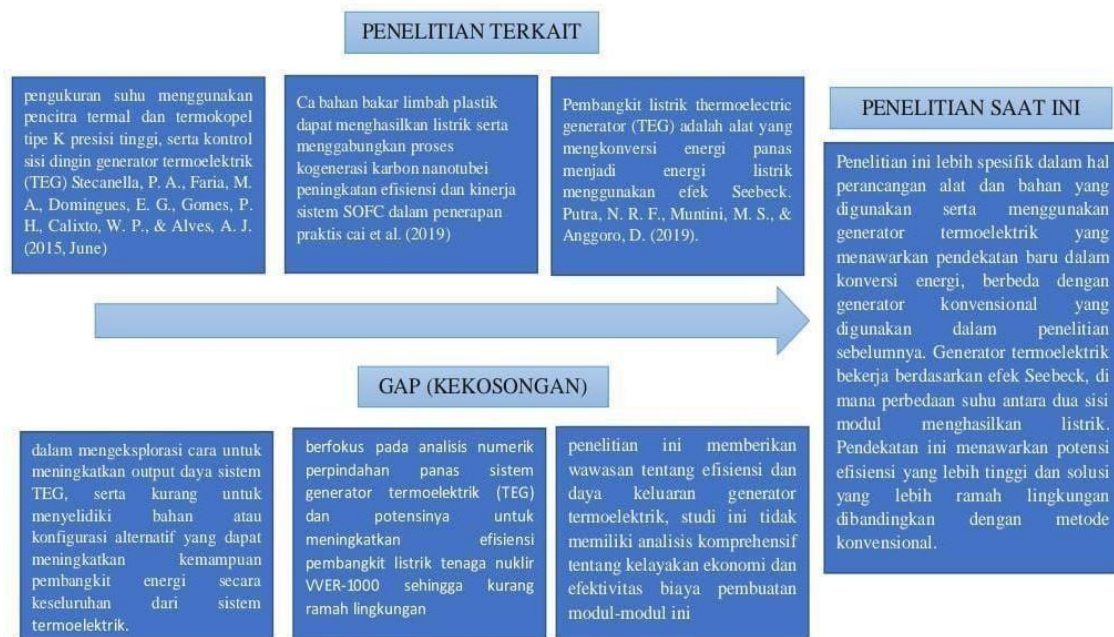 PENELITIAN TERKAIT
pengukuran suhu menggunakan
pencitra termal dan termokopel
tipe K presisi tinggi, serta kontrol
sisi dingin generator termoelektrik
(TEG) Stecanella, P. A., Faria, M.
A., Domingues, E. G., Gomes, P.
H., Calixto, W. P., & Alves, A. J.
(2015, June)
Ca bahan bakar limbah plastik
dapat menghasilkan listrik serta
menggabungkan proses
kogenerasi karbon nanotubei
peningkatan efisiensi dan kinerja
sistem SOFC dalam penerapan
praktis cai et al. (2019)
Pembangkit listrik thermoelectric
generator (TEG) adalah alat yang
mengkonversi energi panas
menjadi energi listrik
menggunakan efek Seebeck.
Putra, N. R. F., Muntini, M. S., &
Anggoro, D. (2019).
PENELITIAN SAAT INI
Penelitian ini lebih spesifik dalam hal
perancangan alat dan bahan yang
digunakan serta menggunakan
generator termoelektrik yang
menawarkan pendekatan baru dalam
konversi energi, berbeda dengan
generator konvensional yang
digunakan dalam penelitian
sebelumnya. Generator termoelektrik
bekerja berdasarkan efek Seebeck, di
mana perbedaan suhu antara dua sisi
modul menghasilkan listrik.
Pendekatan ini menawarkan potensi
efisiensi yang lebih tinggi dan solusi
yang lebih ramah lingkungan
dibandingkan dengan metode
konvensional.
GAP (KEKOSONGAN)
dalam mengeksplorasi cara untuk
meningkatkan output daya sistem
TEG, serta kurang untuk
menyelidiki bahan atau
konfigurasi alternatif yang dapat
meningkatkan kemampuan
pembangkit energi secara
keseluruhan dari sistem
termoelektrik.
berfokus pada analisis numerik
perpindahan panas sistem
generator termoelektrik (TEG)
dan potensinya untuk
meningkatkan efisiensi
pembangkit listrik tenaga nuklir
VVER-1000 sehingga kurang
ramah lingkungan
penelitian ini memberikan
wawasan tentang efisiensi dan
daya keluaran generator
termoelektrik, studi ini tidak
memiliki analisis komprehensif
tentang kelayakan ekonomi dan
efektivitas biaya pembuatan
modul-modul ini